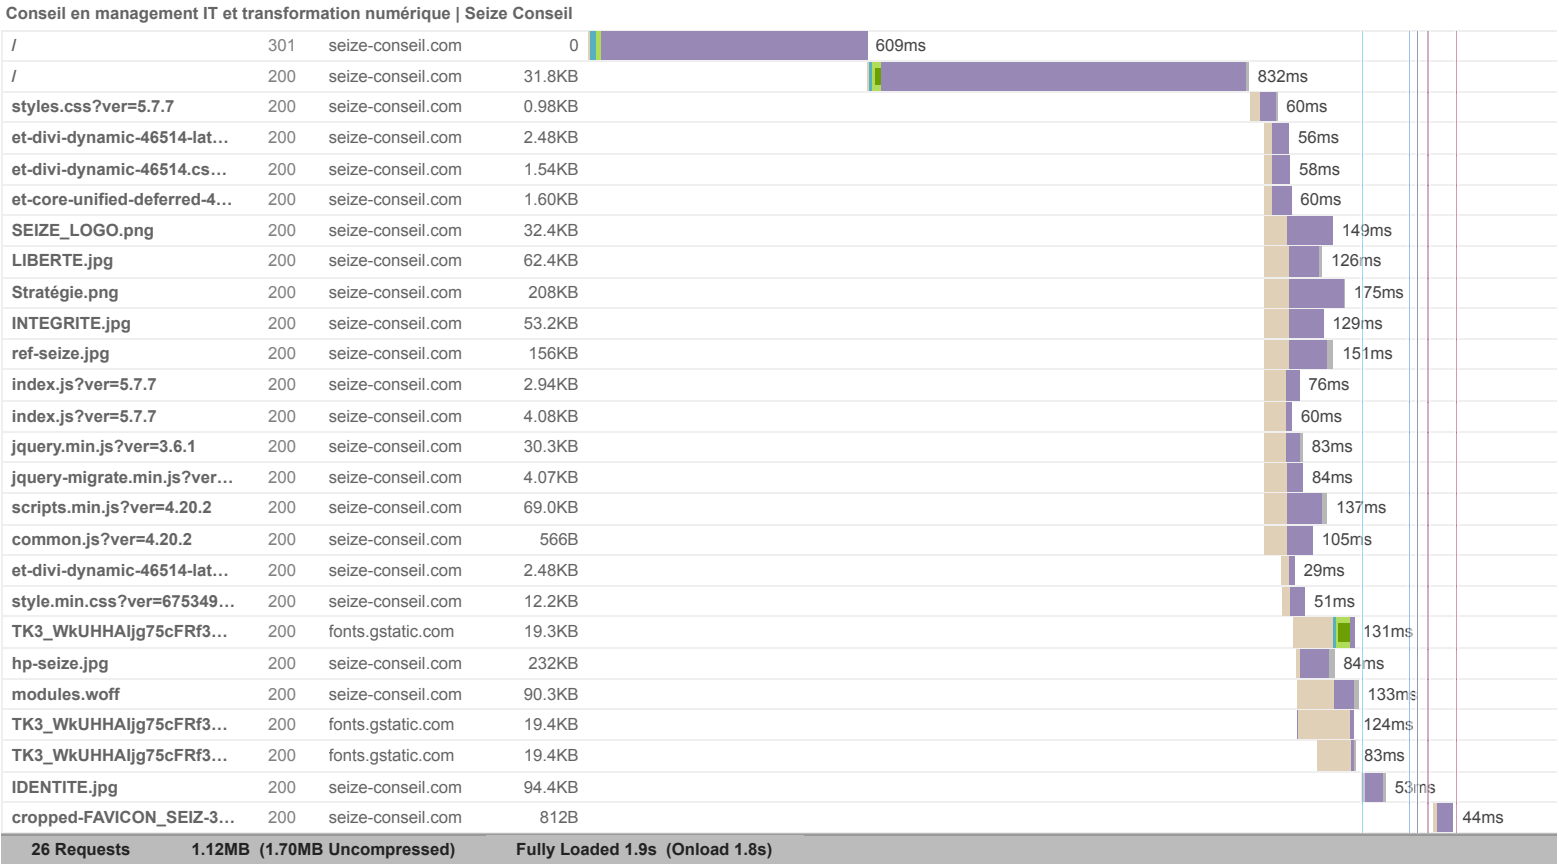 Conseil en management IT et transformation numérique | Seize Conseil
/ 301 seize-conseil.com 0 609ms
/ 200 seize-conseil.com 31.8KB 832ms
styles.css?ver=5.7.7 200 seize-conseil.com 0.98KB 60ms
et-divi-dynamic-46514-lat... 200 seize-conseil.com 2.48KB 56ms
et-divi-dynamic-46514.cs... 200 seize-conseil.com 1.54KB 58ms
et-core-unified-deferred-4... 200 seize-conseil.com 1.60KB 60ms
SEIZE_LOGO.png 200 seize-conseil.com 32.4KB 149ms
LIBERTE.jpg 200 seize-conseil.com 62.4KB 126ms
Stratégie.png 200 seize-conseil.com 208KB 175ms
INTEGRITE.jpg 200 seize-conseil.com 53.2KB 129ms
ref-seize.jpg 200 seize-conseil.com 156KB 151ms
index.js?ver=5.7.7 200 seize-conseil.com 2.94KB 76ms
index.js?ver=5.7.7 200 seize-conseil.com 4.08KB 60ms
jquery.min.js?ver=3.6.1 200 seize-conseil.com 30.3KB 83ms
jquery-migrate.min.js?ver... 200 seize-conseil.com 4.07KB 84ms
scripts.min.js?ver=4.20.2 200 seize-conseil.com 69.0KB 137ms
common.js?ver=4.20.2 200 seize-conseil.com 566B 105ms
et-divi-dynamic-46514-lat... 200 seize-conseil.com 2.48KB 29ms
style.min.css?ver=675349... 200 seize-conseil.com 12.2KB 51ms
TK3_WkUHHAIjg75cFRf3... 200 fonts.gstatic.com 19.3KB 131ms
hp-seize.jpg 200 seize-conseil.com 232KB 84ms
modules.woff 200 seize-conseil.com 90.3KB 133ms
TK3_WkUHHAIjg75cFRf3... 200 fonts.gstatic.com 19.4KB 124ms
TK3_WkUHHAIjg75cFRf3... 200 fonts.gstatic.com 19.4KB 83ms
IDENTITE.jpg 200 seize-conseil.com 94.4KB 53ms
cropped-FAVICON_SEIZ-3... 200 seize-conseil.com 812B 44ms
26 Requests 1.12MB (1.70MB Uncompressed) Fully Loaded 1.9s (Onload 1.8s)